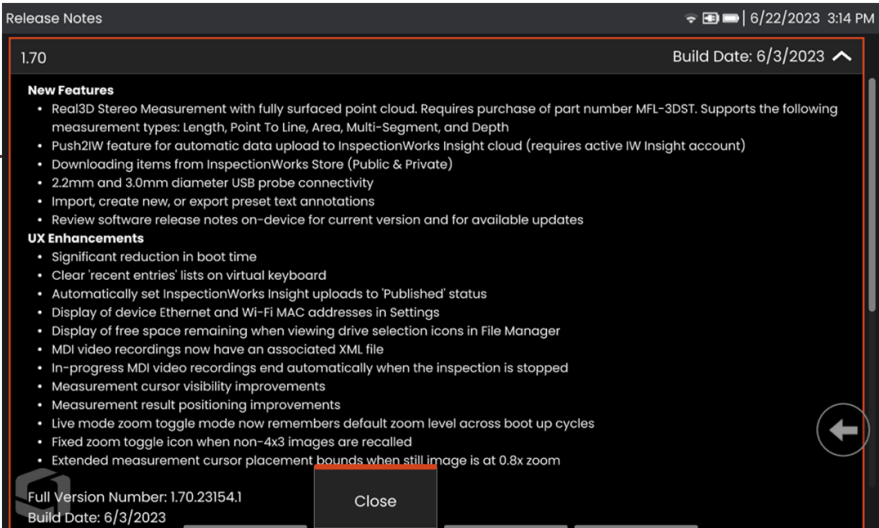 Release Notes
6/22/2023 3:14 PM
1.70
Build Date: 6/3/2023
New Features
• Real3D Stereo Measurement with fully surfaced point cloud. Requires purchase of part number MFL-3DST. Supports the following
measurement types: Length, Point To Line, Area, Multi-Segment, and Depth
• Push2IW feature for automatic data upload to InspectionWorks Insight cloud (requires active IW Insight account)
• Downloading items from InspectionWorks Store (Public & Private)
• 2.2mm and 3.0mm diameter USB probe connectivity
• Import, create new, or export preset text annotations
• Review software release notes on-device for current version and for available updates
UX Enhancements
• Significant reduction in boot time
• Clear 'recent entries' lists on virtual keyboard
• Automatically set InspectionWorks Insight uploads to 'Published' status
• Display of device Ethernet and Wi-Fi MAC addresses in Settings
• Display of free space remaining when viewing drive selection icons in File Manager
• MDI video recordings now have an associated XML file
• In-progress MDI video recordings end automatically when the inspection is stopped
• Measurement cursor visibility improvements
• Measurement result positioning improvements
• Live mode zoom toggle mode now remembers default zoom level across boot up cycles
• Fixed zoom toggle icon when non-4x3 images are recalled
• Extended measurement cursor placement bounds when still image is at 0.8x zoom
Full Version Number: 1.70.23154.1
Build Date: 6/3/2023
Close